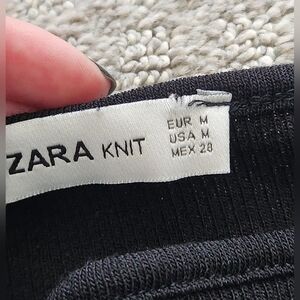 ZARA KNIT
EUR M
USA M
MEX 28